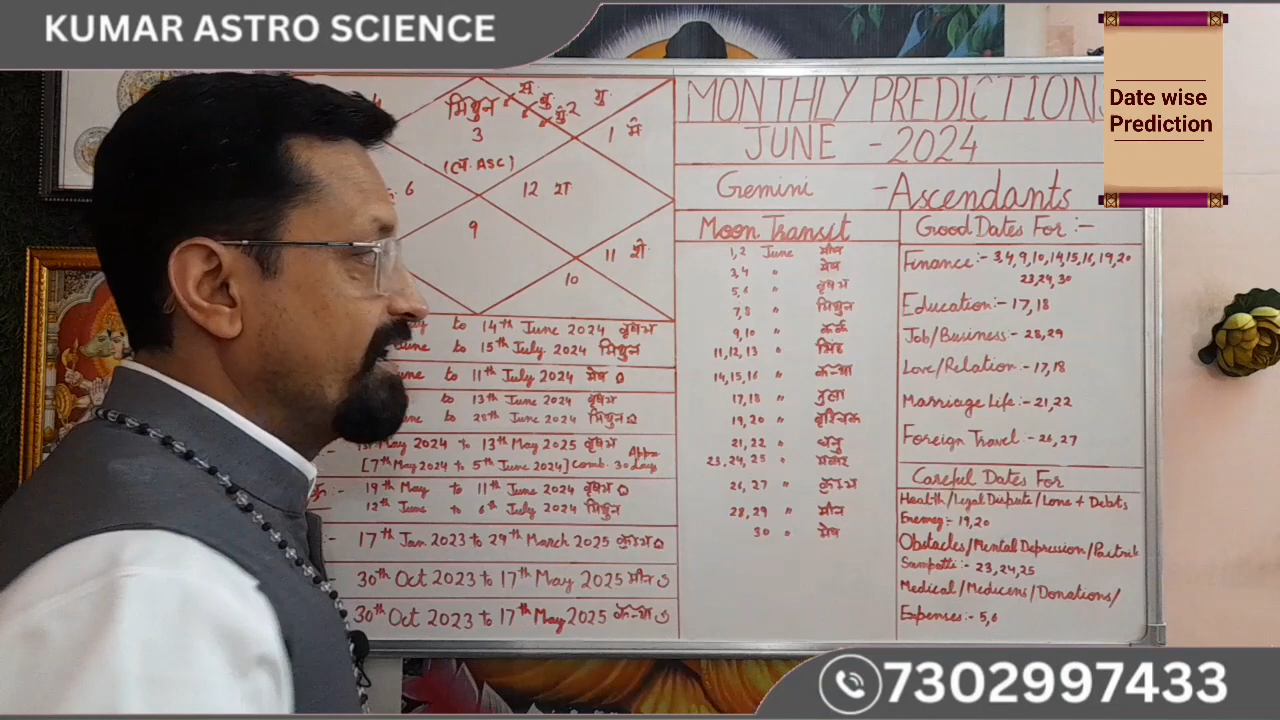 KUMAR ASTRO SCIENCE
Date wise
Prediction
मिथुन
3
(ल. ASC)
2
1 मं
6
12 रा
9
11 श
10
to 14th June 2024 वृषभ
to 15th July 2024 मिथुन
to 11th July 2024 मेष
to 13th June 2024 वृषभ
to 28th June 2024 मिथुन
May 2024 to 13th May 2025 वृषभ
[7th May 2024 to 5th June 2024] Comb. 30 days
19th May to 11th June 2024 वृषभ
12th June to 6th July 2024 मिथुन
17th Jan 2023 to 29th March 2025 कुम्भ
30th Oct 2023 to 17th May 2025 मीन
30th Oct 2023 to 17th May 2025 कन्या
MONTHLY PREDICTIONS
JUNE - 2024
Gemini - Ascendants
Moon Transit
1,2 June मीन
3,4 " मेष
5,6 " वृषभ
7,8 " मिथुन
9,10 " कर्क
11,12,13 " सिंह
14,15,16 " कन्या
17,18 " तुला
19,20 " वृश्चिक
21,22 " धनु
23,24,25 " मकर
26,27 " कुम्भ
28,29 " मीन
30 " मेष
Good Dates For :-
Finance:- 3,4,9,10,14,15,16,19,20
23,29,30
Education:- 17,18
Job/Business:- 28,29
Love/Relation:- 17,18
Marriage Life:- 21,22
Foreign Travel:- 26,27
Careful Dates For
Health/Legal Dispute/Lone + Debts
Enemey:- 19,20
Obstacles/Mental Depression/Paitrik
Sampatti:- 23,24,25
Medical/Medicens/Donations/
Expenses:- 5,6
7302997433